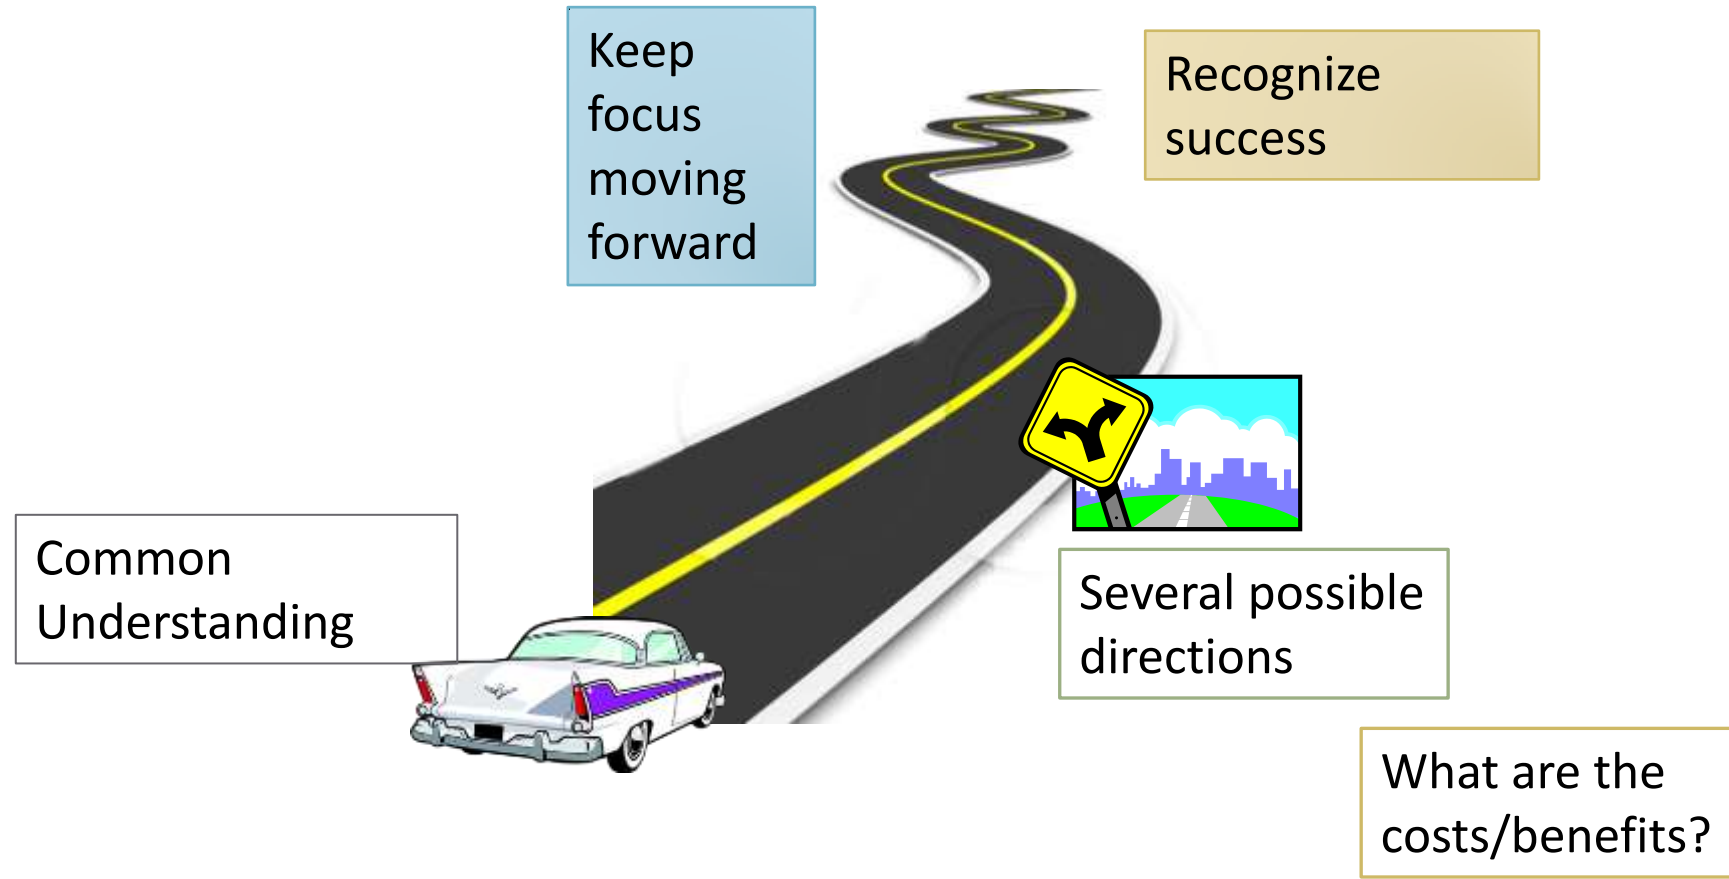 Keep
focus
moving
forward
Recognize
success
Common
Understanding
Several possible
directions
What are the
costs/benefits?